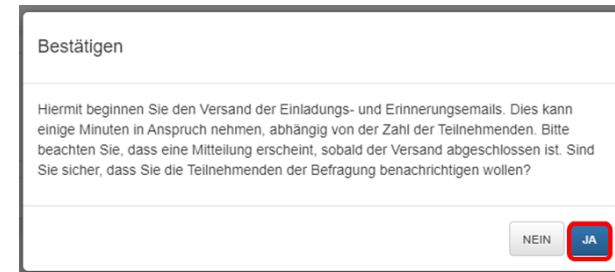 Bestätigen
Hiermit beginnen Sie den Versand der Einladungs- und Erinnerungsemails. Dies kann
einige Minuten in Anspruch nehmen, abhängig von der Zahl der Teilnehmenden. Bitte
beachten Sie, dass eine Mitteilung erscheint, sobald der Versand abgeschlossen ist. Sind
Sie sicher, dass Sie die Teilnehmenden der Befragung benachrichtigen wollen?
NEIN JA